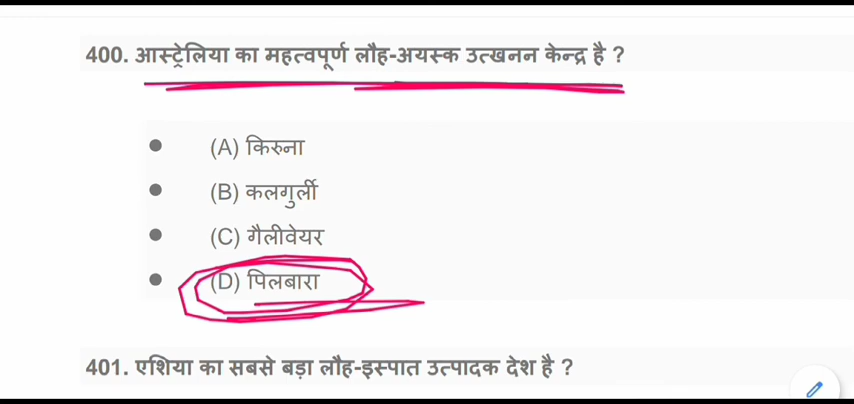 400. आस्ट्रेलिया का महत्वपूर्ण लौह-अयस्क उत्खनन केन्द्र है ?
(A) किरुना
(B) कलगुर्ली
(C) गैलीवेयर
(D) पिलबारा
401. एशिया का सबसे बड़ा लौह-इस्पात उत्पादक देश है ?